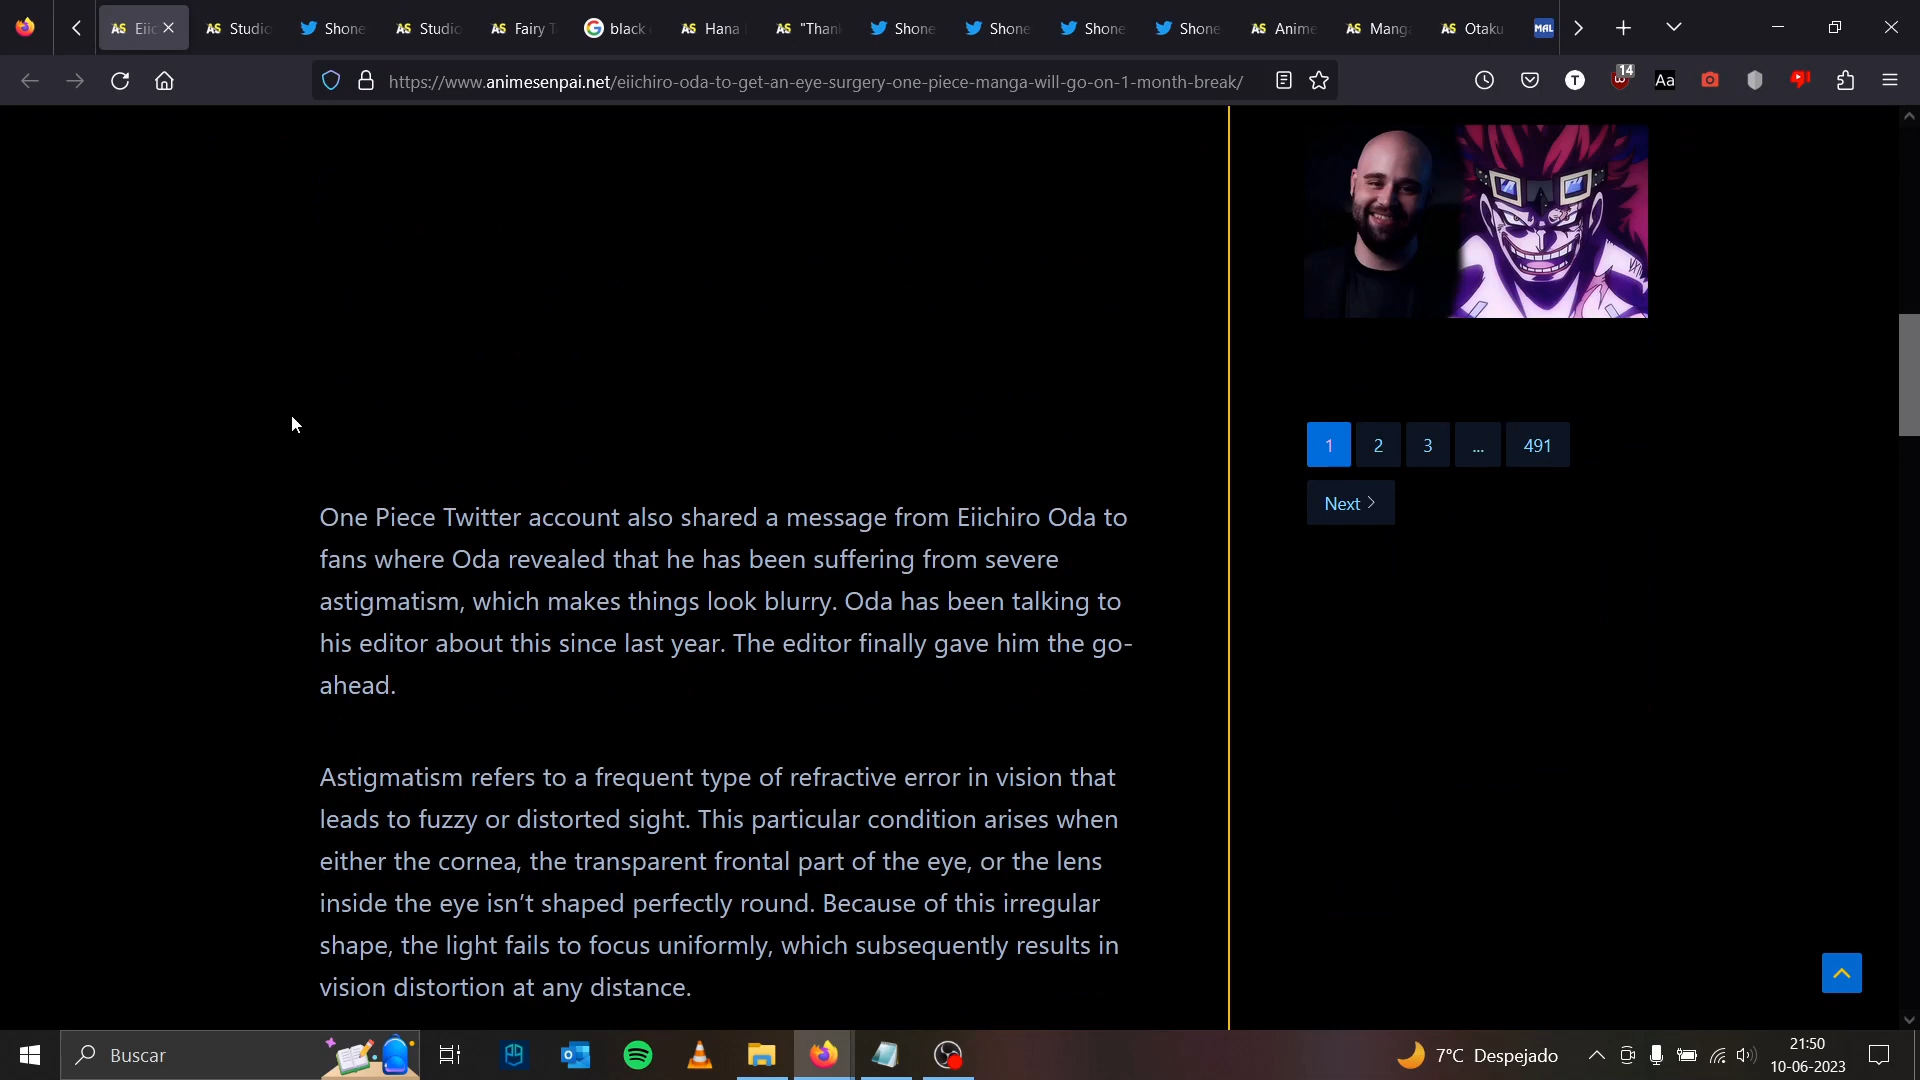 Eiic
Studio
Shone
Studio
Fairy T
black
Hana
"Thank
Shone
Shone
Shone
Shone
Anime
Manga
Otaku
MAL
https://www.animesenpai.net/eiichiro-oda-to-get-an-eye-surgery-one-piece-manga-will-go-on-1-month-break/
14
T
Aa
1
2
3
...
491
Next
One Piece Twitter account also shared a message from Eiichiro Oda to
fans where Oda revealed that he has been suffering from severe
astigmatism, which makes things look blurry. Oda has been talking to
his editor about this since last year. The editor finally gave him the go-
ahead.
Astigmatism refers to a frequent type of refractive error in vision that
leads to fuzzy or distorted sight. This particular condition arises when
either the cornea, the transparent frontal part of the eye, or the lens
inside the eye isn’t shaped perfectly round. Because of this irregular
shape, the light fails to focus uniformly, which subsequently results in
vision distortion at any distance.
Buscar
7°C Despejado
21:50
10-06-2023